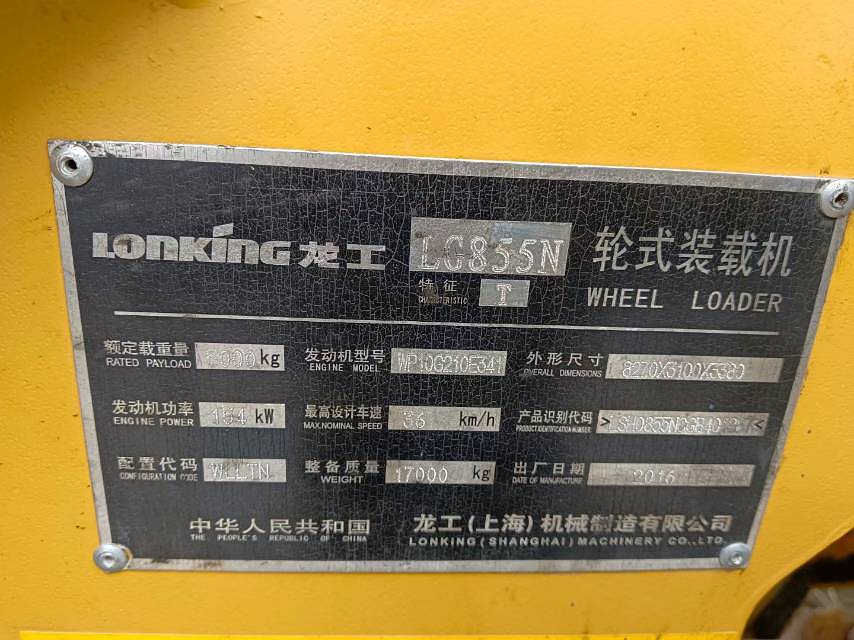 LONKING 龙工 LG855N 轮式装载机
特征 T WHEEL LOADER
CHARACTERISTIC
额定载重量 kg 发动机型号 WP10G210E341 外形尺寸
RATED PAYLOAD ENGINE MODEL OVERALL DIMENSIONS
发动机功率 154 kW 最高设计车速 36 km/h 产品识别代码
ENGINE POWER MAX.NOMINAL SPEED PRODUCT IDENTIFICATION NUMBER
配置代码 WLLTN 整备质量 17000 kg 出厂日期 2016
CONFIGURATION CODE WEIGHT DATE OF MANUFACTURE
中华人民共和国 龙工(上海)机械制造有限公司
THE PEOPLE'S REPUBLIC OF CHINA LONKING(SHANGHAI)MACHINERY CO.,LTD.